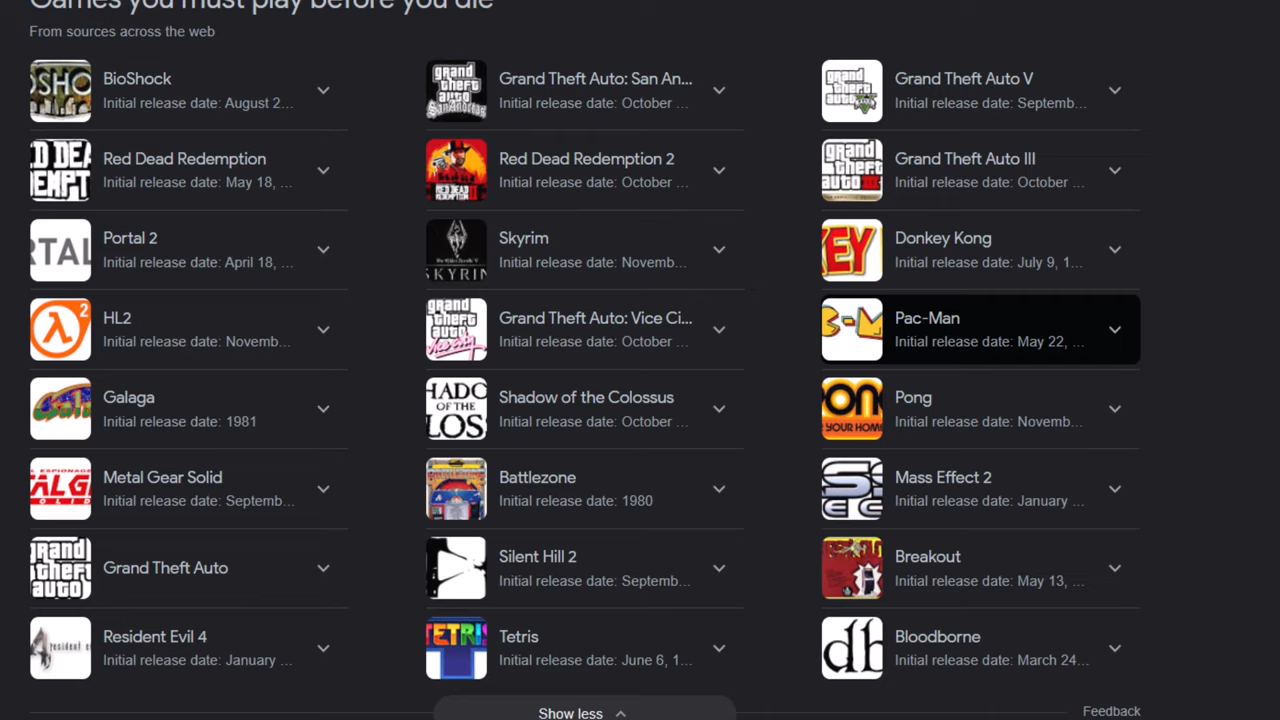 Games you must play before you die
From sources across the web
BioShock
Initial release date: August 2...
Grand Theft Auto: San An...
Initial release date: October ...
Grand Theft Auto V
Initial release date: Septemb...
Red Dead Redemption
Initial release date: May 18, ...
Red Dead Redemption 2
Initial release date: October ...
Grand Theft Auto III
Initial release date: October ...
Portal 2
Initial release date: April 18, ...
Skyrim
Initial release date: Novemb...
Donkey Kong
Initial release date: July 9, 1...
HL2
Initial release date: Novemb...
Grand Theft Auto: Vice Ci...
Initial release date: October ...
Pac-Man
Initial release date: May 22, ...
Galaga
Initial release date: 1981
Shadow of the Colossus
Initial release date: October ...
Pong
Initial release date: Novemb...
Metal Gear Solid
Initial release date: Septemb...
Battlezone
Initial release date: 1980
Mass Effect 2
Initial release date: January ...
Grand Theft Auto
Silent Hill 2
Initial release date: Septemb...
Breakout
Initial release date: May 13, ...
Resident Evil 4
Initial release date: January ...
Tetris
Initial release date: June 6, 1...
Bloodborne
Initial release date: March 24...
Show less
Feedback